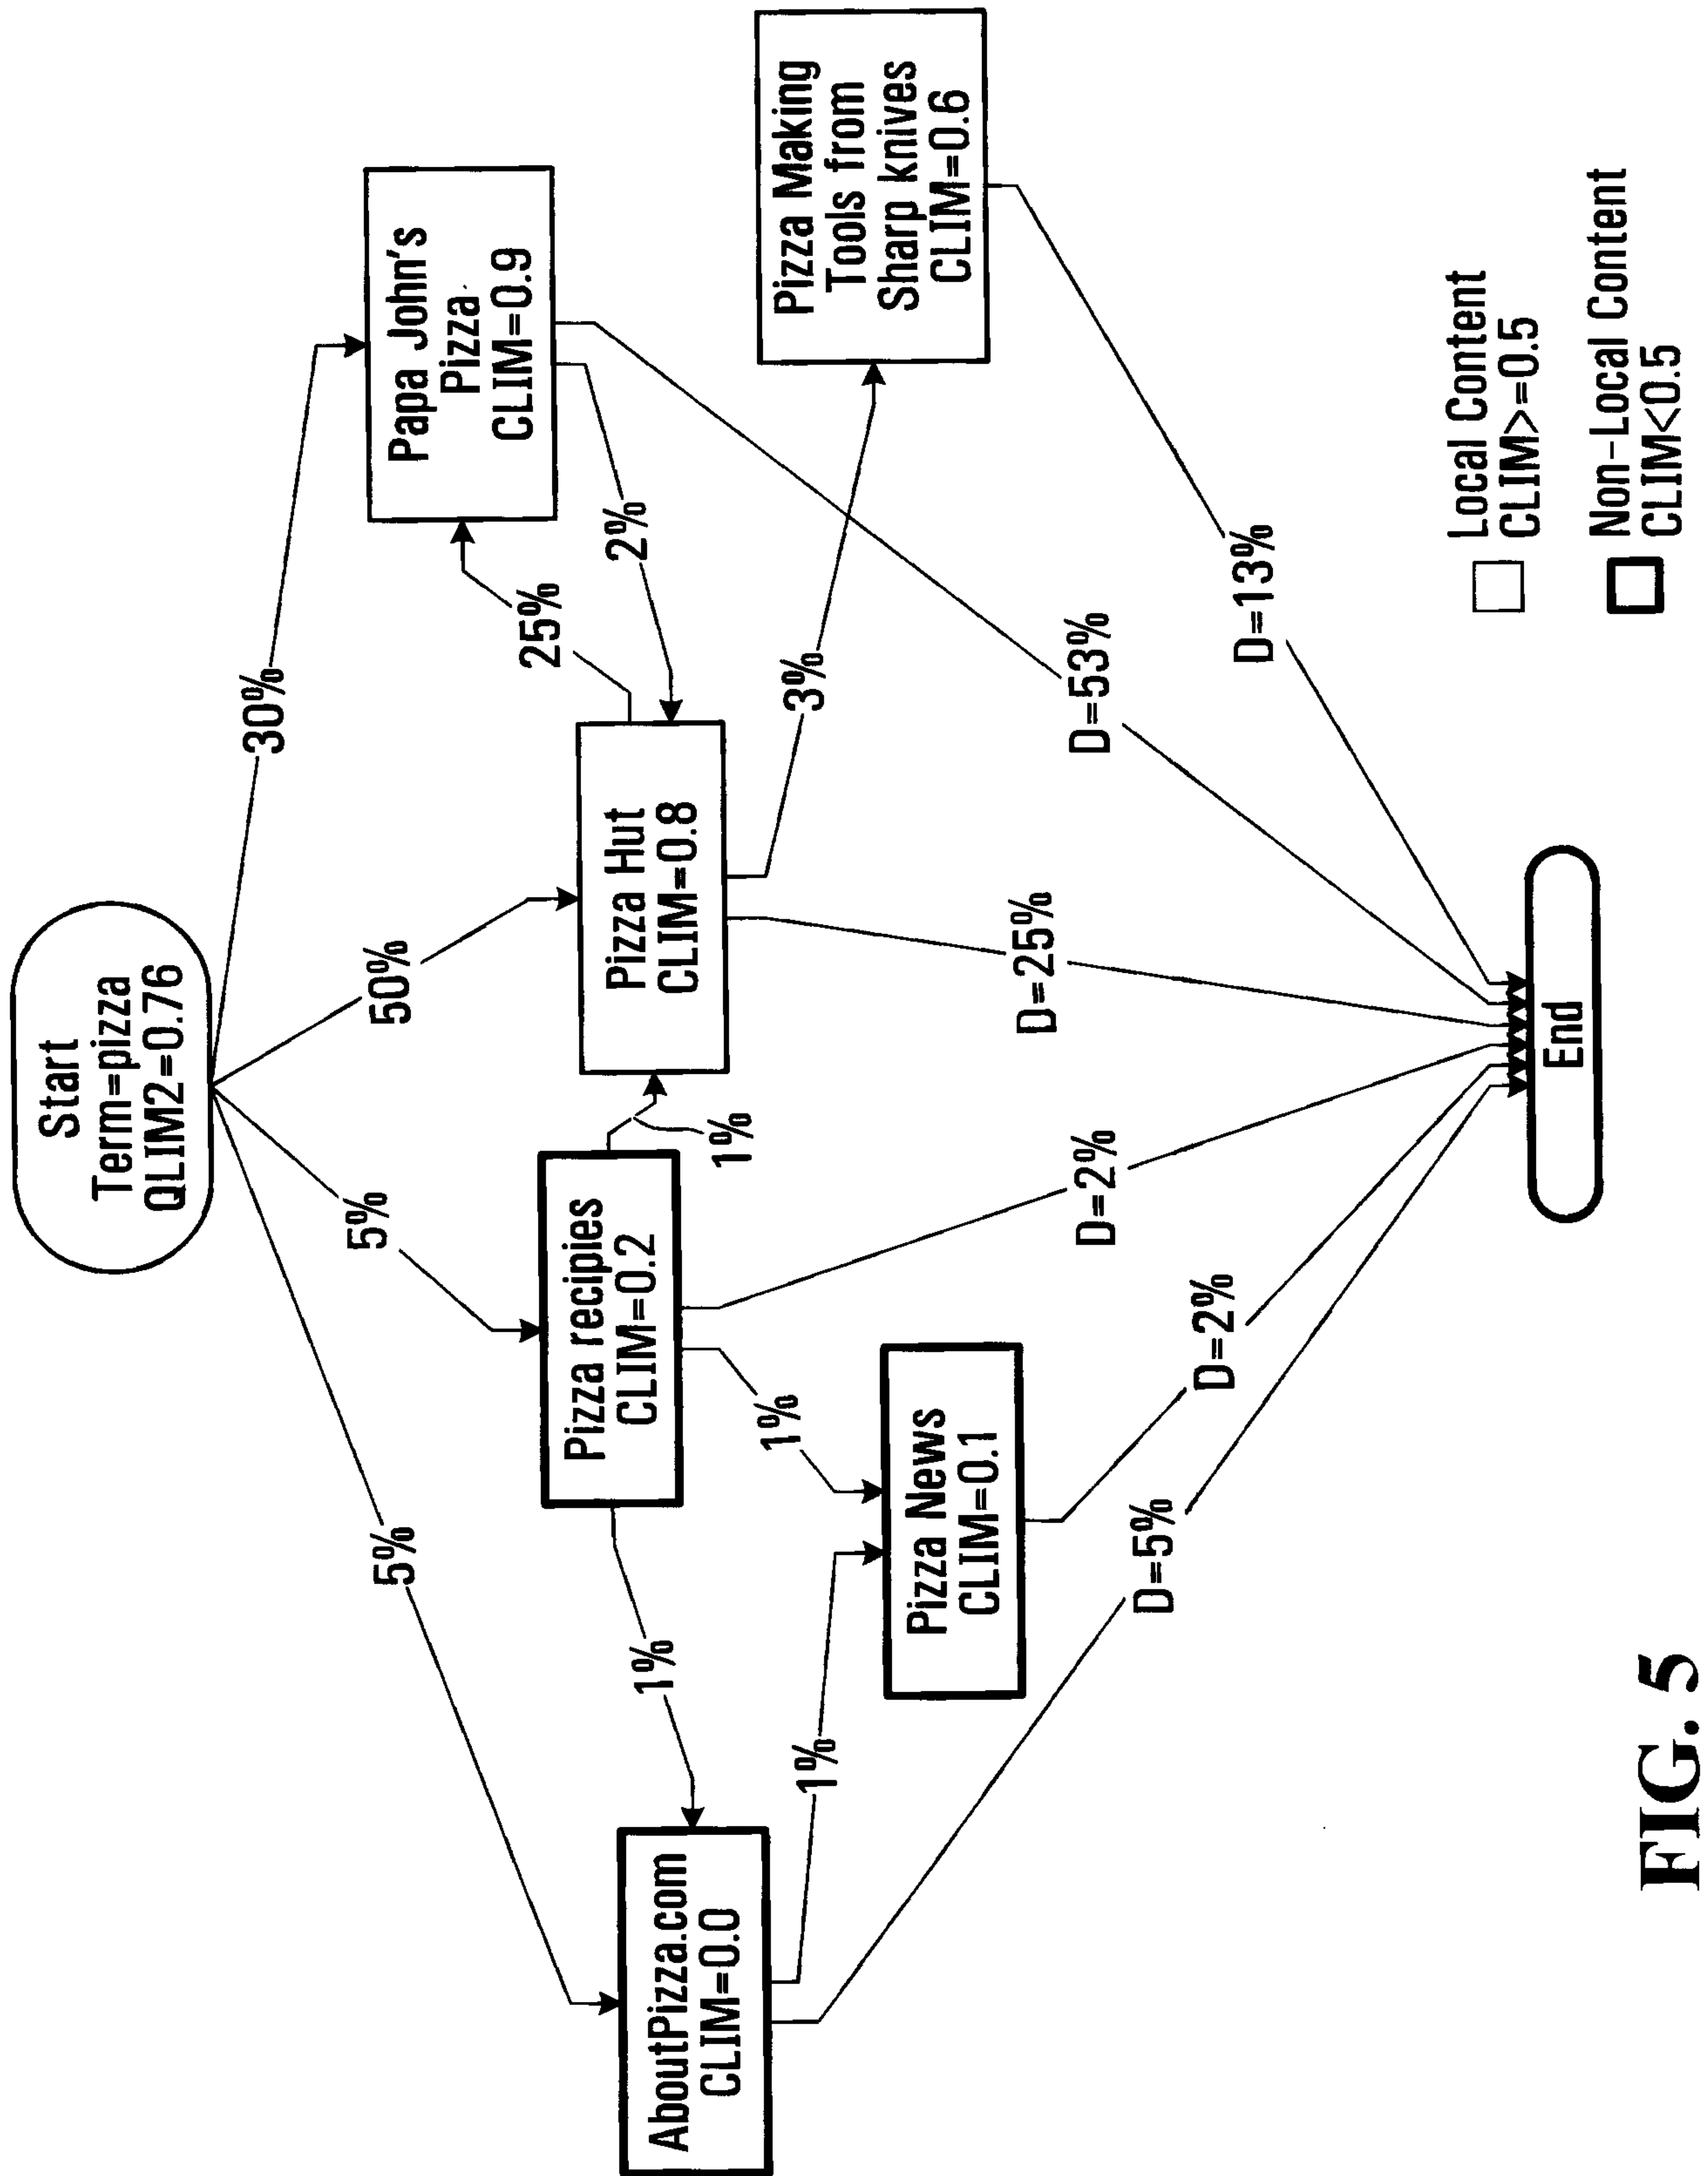 Start
Term=pizza
QLIM2=0.76
5%
5%
50%
30%
Papa John's
Pizza
CLIM=0.9
Pizza recipies
CLIM=0.2
Pizza Hut
CLIM=0.8
25%
2%
1%
AboutPizza.com
CLIM=0.0
1%
1%
3%
Pizza Making
Tools from
Sharp knives
CLIM=0.6
1%
Pizza News
CLIM=0.1
D=5%
D=2%
D=2%
D=25%
D=53%
D=13%
End
Local Content
CLIM>=0.5
Non-Local Content
CLIM<0.5
FIG. 5